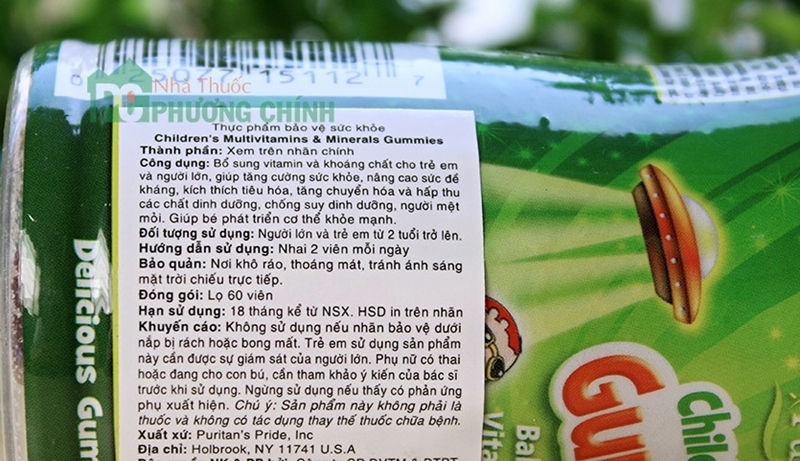 0 25077 15112 7
Nhà Thuốc
PHƯƠNG CHÍNH
Thực phẩm bảo vệ sức khỏe
Children's Multivitamins & Minerals Gummies
Thành phần: Xem trên nhãn chính
Công dụng: Bổ sung vitamin và khoáng chất cho trẻ em
và người lớn, giúp tăng cường sức khỏe, nâng cao sức đề
kháng, kích thích tiêu hóa, tăng chuyển hóa và hấp thu
các chất dinh dưỡng, chống suy dinh dưỡng, người mệt
mỏi. Giúp bé phát triển cơ thể khỏe mạnh.
Đối tượng sử dụng: Người lớn và trẻ em từ 2 tuổi trở lên.
Hướng dẫn sử dụng: Nhai 2 viên mỗi ngày
Bảo quản: Nơi khô ráo, thoáng mát, tránh ánh sáng
mặt trời chiếu trực tiếp.
Đóng gói: Lọ 60 viên
Hạn sử dụng: 18 tháng kể từ NSX. HSD in trên nhãn
Khuyến cáo: Không sử dụng nếu nhãn bảo vệ dưới
nắp bị rách hoặc bong mất. Trẻ em sử dụng sản phẩm
này cần được sự giám sát của người lớn. Phụ nữ có thai
hoặc đang cho con bú, cần tham khảo ý kiến của bác sĩ
trước khi sử dụng. Ngừng sử dụng nếu thấy có phản ứng
phụ xuất hiện. Chú ý: Sản phẩm này không phải là
thuốc và không có tác dụng thay thế thuốc chữa bệnh.
Xuất xứ: Puritan's Pride, Inc
Địa chỉ: Holbrook, NY 11741 U.S.A
Delicious Gum
Chil
Gu
Bal
Vita